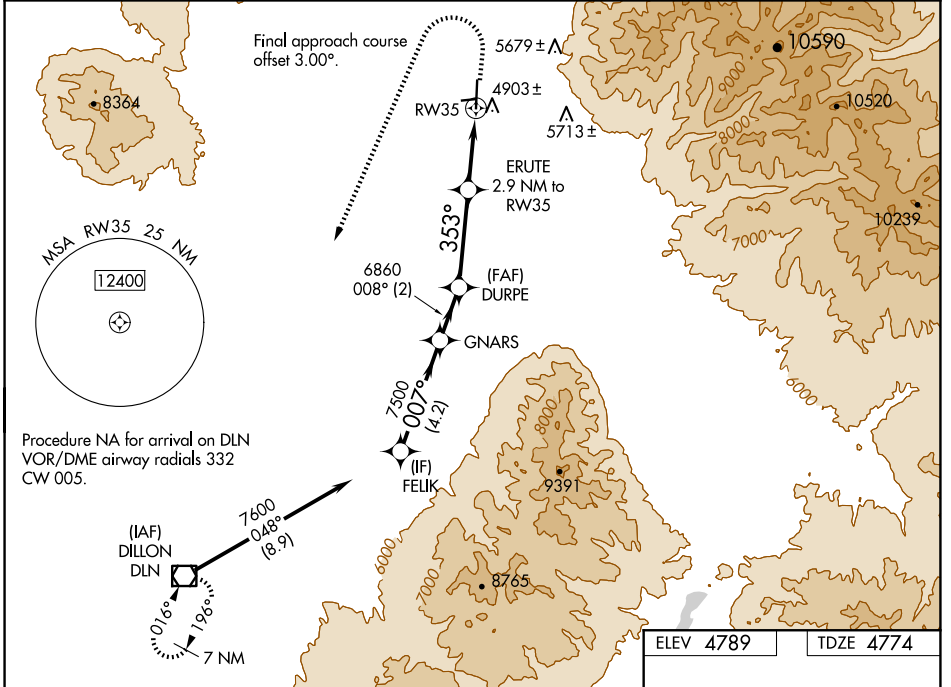 Final approach course
offset 3.00°.
5679 ±
10590
8364
4903 ±
RW35
5713 ±
10520
9000
8000
ERUTE
2.9 NM to
RW35
10239
7000
353°
MSA RW35 25 NM
12400
6860
008° (2)
(FAF)
DURPE
GNARS
6000
7500
007°
(4.2)
8000
Procedure NA for arrival on DLN
VOR/DME airway radials 332
CW 005.
(IF)
FELIK
9391
7600
048°
(8.9)
(IAF)
DILLON
DLN
6000
7000
8765
016°
196°
7 NM
ELEV 4789
TDZE 4774